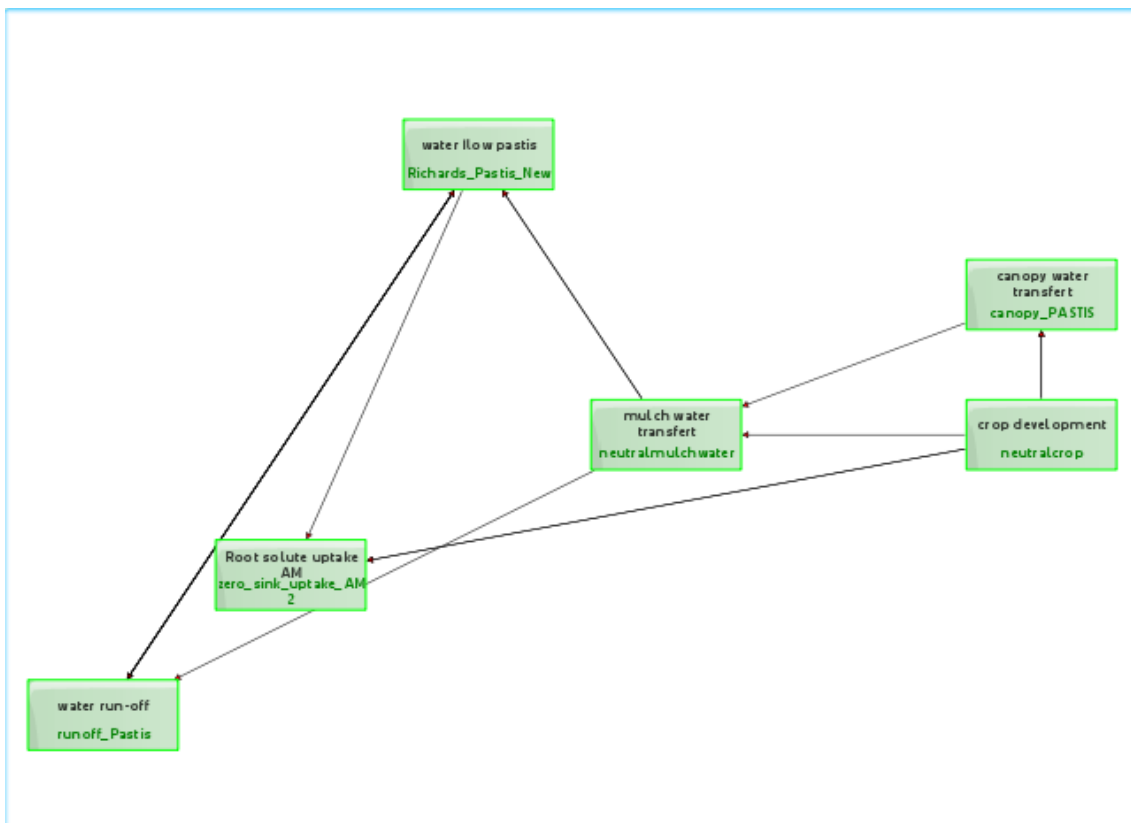 water flow pastis
Richards_Pastis_New
canopy water
transfert
canopy_PASTIS
mulch water
transfert
neutralmulchwater
crop development
neutralcrop
Root solute uptake
AM
zero_sink_uptake_AM
2
water run-off
runoff_Pastis